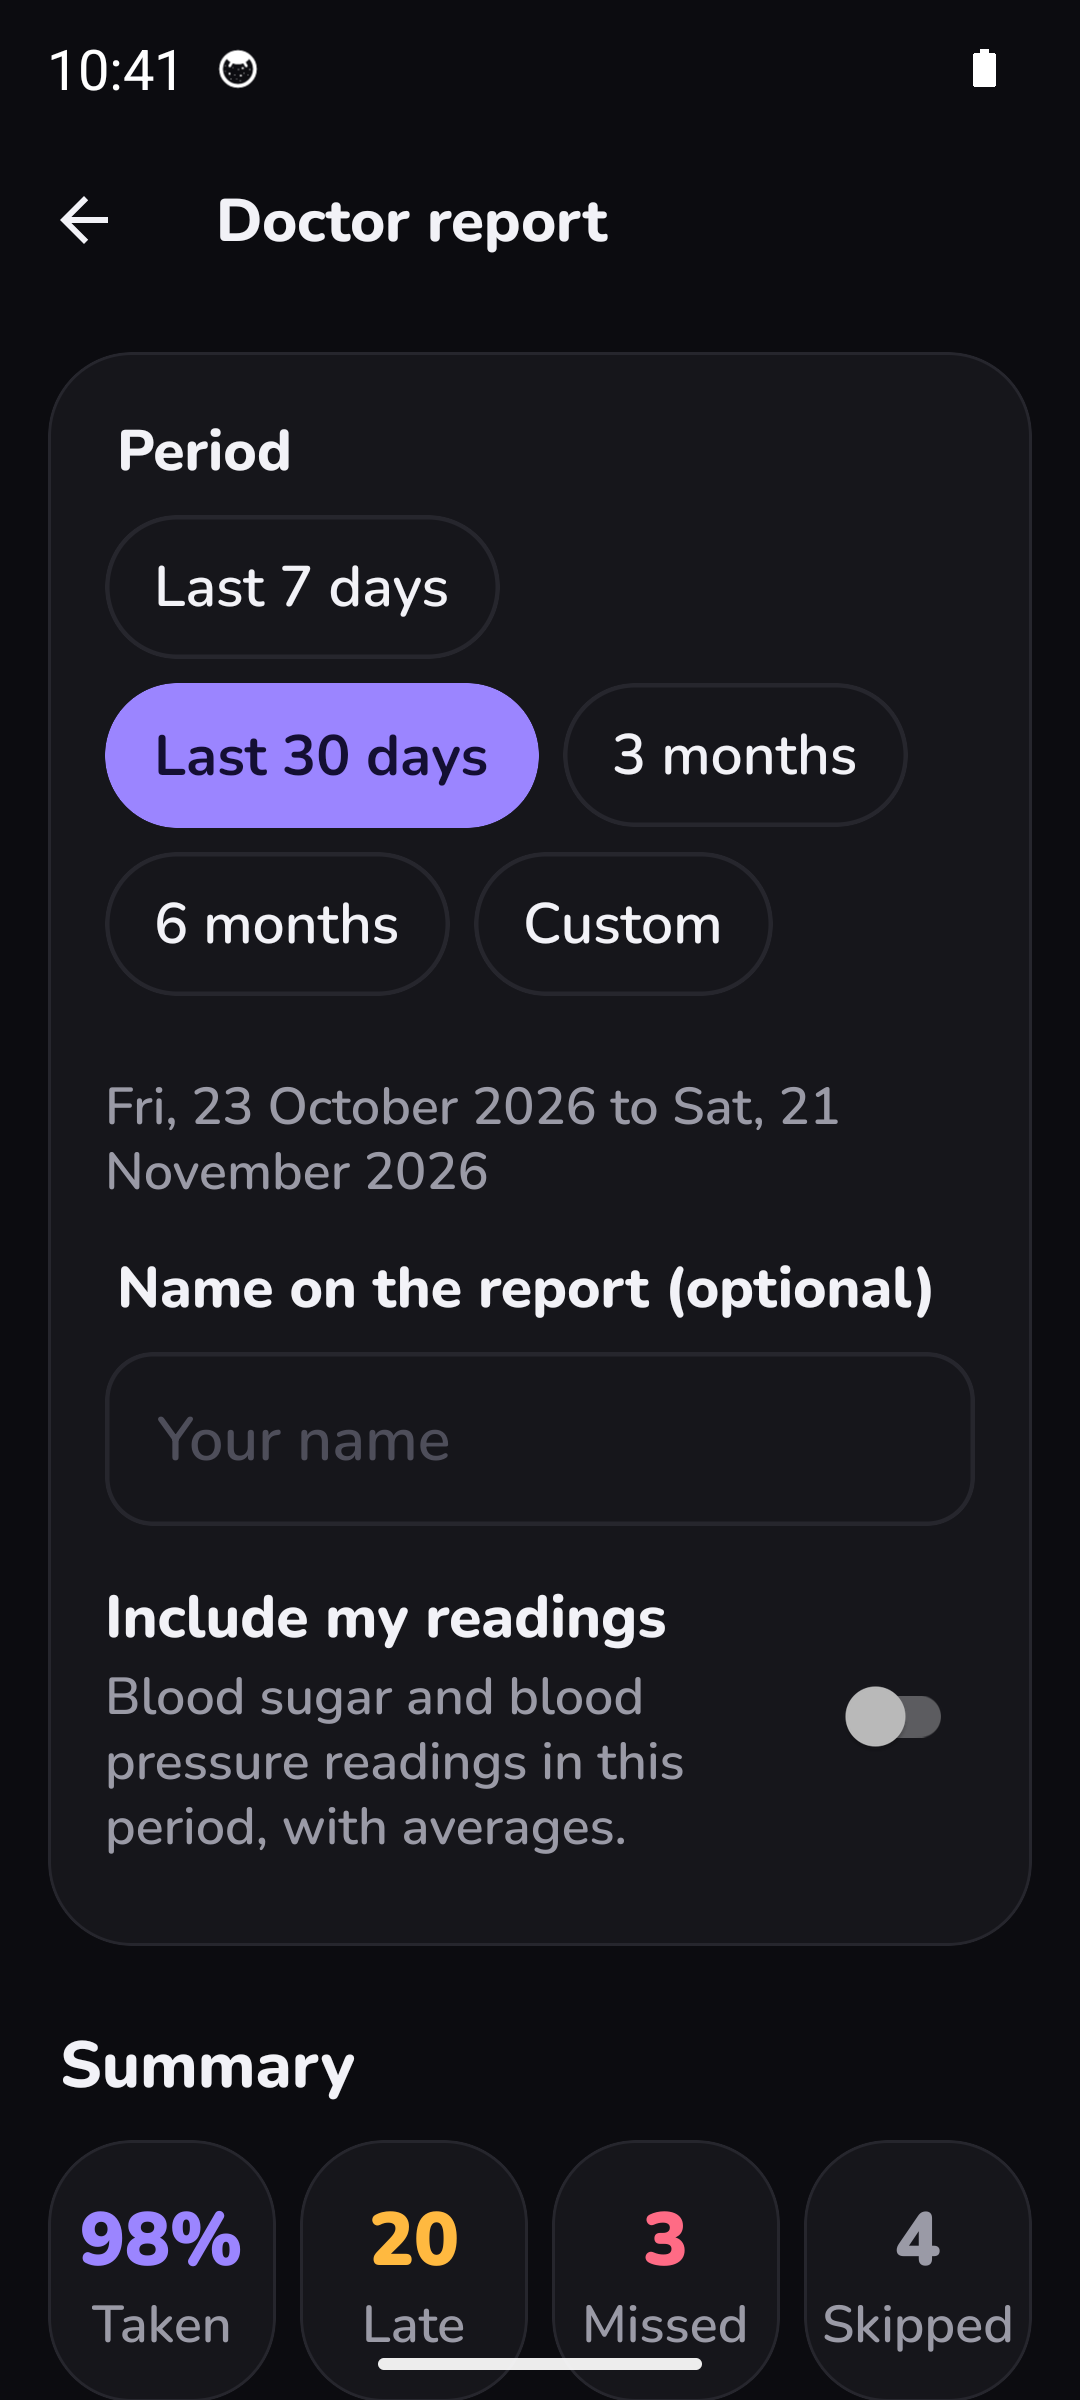 10:41
Doctor report
Period
Last 7 days
Last 30 days
3 months
6 months
Custom
Fri, 23 October 2026 to Sat, 21
November 2026
Name on the report (optional)
Your name
Include my readings
Blood sugar and blood
pressure readings in this
period, with averages.
Summary
98%
Taken
20
Late
3
Missed
4
Skipped